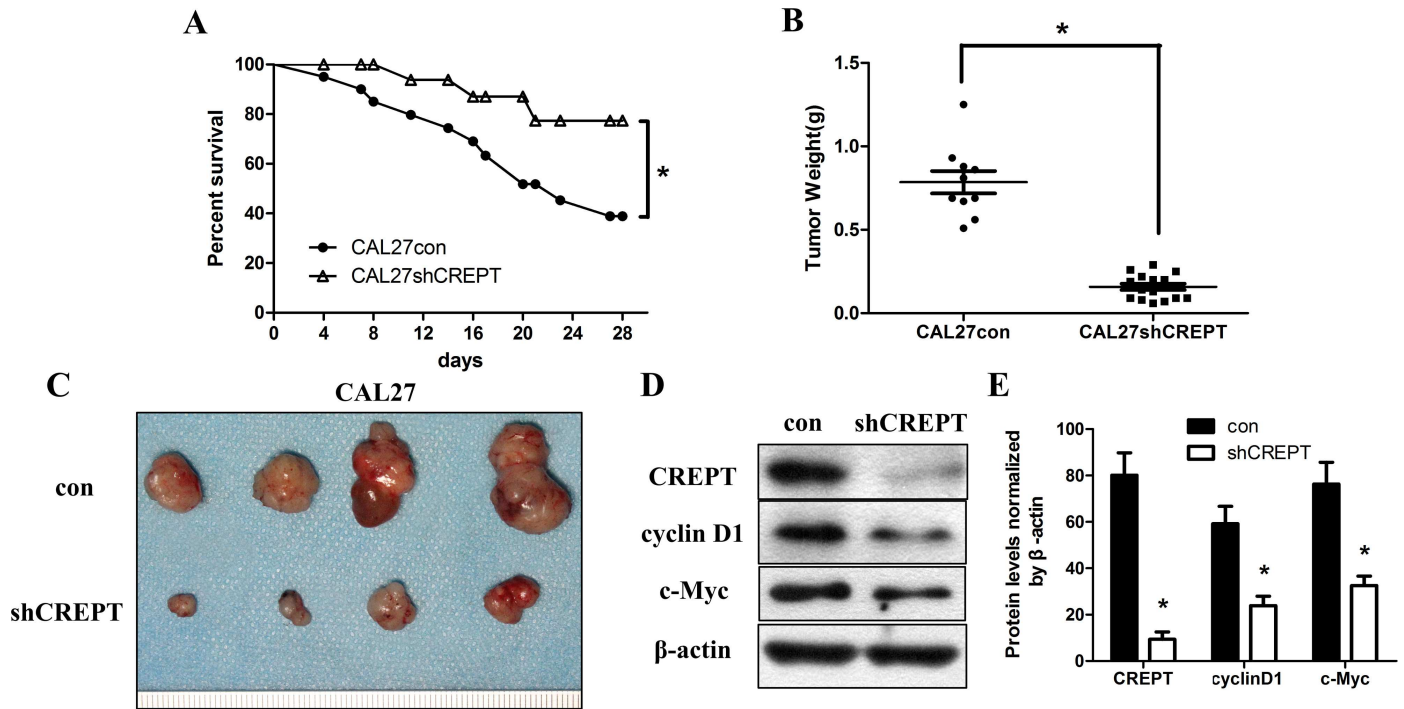 A
100
80
60
40
20
0
Percent survival
0 4 8 12 16 20 24 28
days
CAL27con
CAL27shCREPT
*
B
1.5
1.0
0.5
0.0
Tumor Weight(g)
*
CAL27con CAL27shCREPT
C
CAL27
con
shCREPT
D
con shCREPT
CREPT
cyclin D1
c-Myc
β-actin
E
con
shCREPT
Protein levels normalized
by β -actin
100
80
60
40
20
0
* * *
CREPT cyclinD1 c-Myc